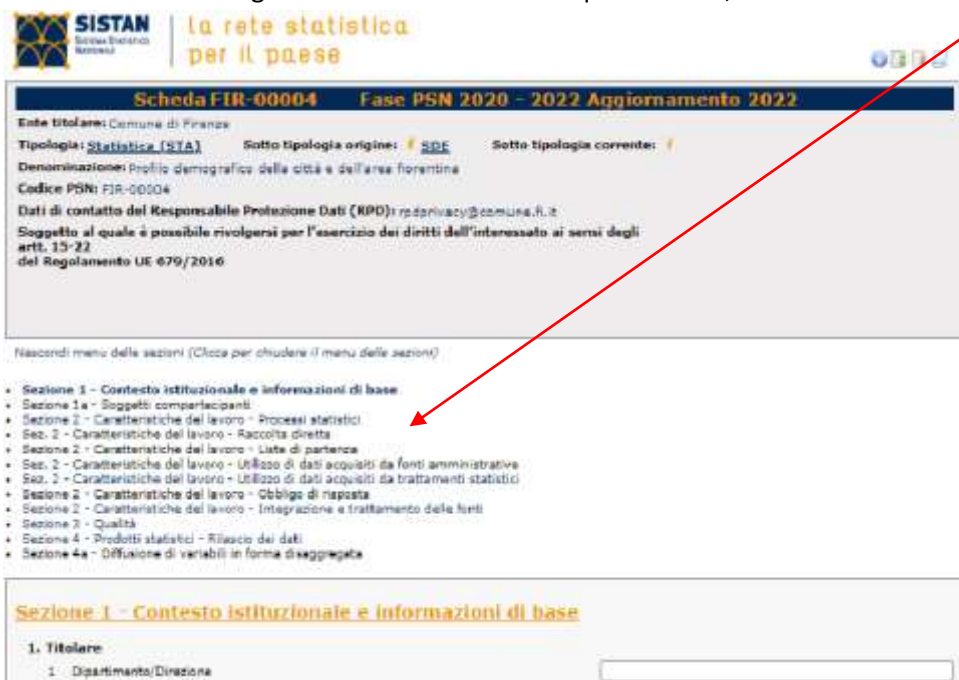 SISTAN
la rete statistica
per il paese
Scheda FIR-00004 Fase PSN 2020 - 2022 Aggiornamento 2022
Ente titolare: Comune di Firenze
Tipologia: Statistica (STA) Sotto tipologia origine: SDE Sotto tipologia corrente:
Denominazione: Profilo demografico della città e dell'area fiorentina
Codice PSN: FIR-00004
Dati di contatto del Responsabile Protezione Dati (RPD): rpdprivacy@comune.fi.it
Soggetto al quale è possibile rivolgersi per l'esercizio dei diritti dell'interessato ai sensi degli
artt. 15-22
del Regolamento UE 679/2016
Nascondi menu delle sezioni (Clicca per chiudere il menu delle sezioni)
• Sezione 1 - Contesto istituzionale e informazioni di base
• Sezione 1a - Soggetti compartecipanti
• Sezione 2 - Caratteristiche del lavoro - Processi statistici
• Sez. 2 - Caratteristiche del lavoro - Raccolta diretta
• Sezione 2 - Caratteristiche del lavoro - Liste di partenza
• Sez. 2 - Caratteristiche del lavoro - Utilizzo di dati acquisiti da fonti amministrative
• Sez. 2 - Caratteristiche del lavoro - Utilizzo di dati acquisiti da trattamenti statistici
• Sezione 2 - Caratteristiche del lavoro - Obbligo di risposta
• Sezione 2 - Caratteristiche del lavoro - Integrazione e trattamento delle fonti
• Sezione 3 - Qualità
• Sezione 4 - Prodotti statistici - Rilascio dei dati
• Sezione 4a - Diffusione di variabili in forma disaggregata
Sezione 1 - Contesto istituzionale e informazioni di base
1. Titolare
1 Dipartimento/Direzione